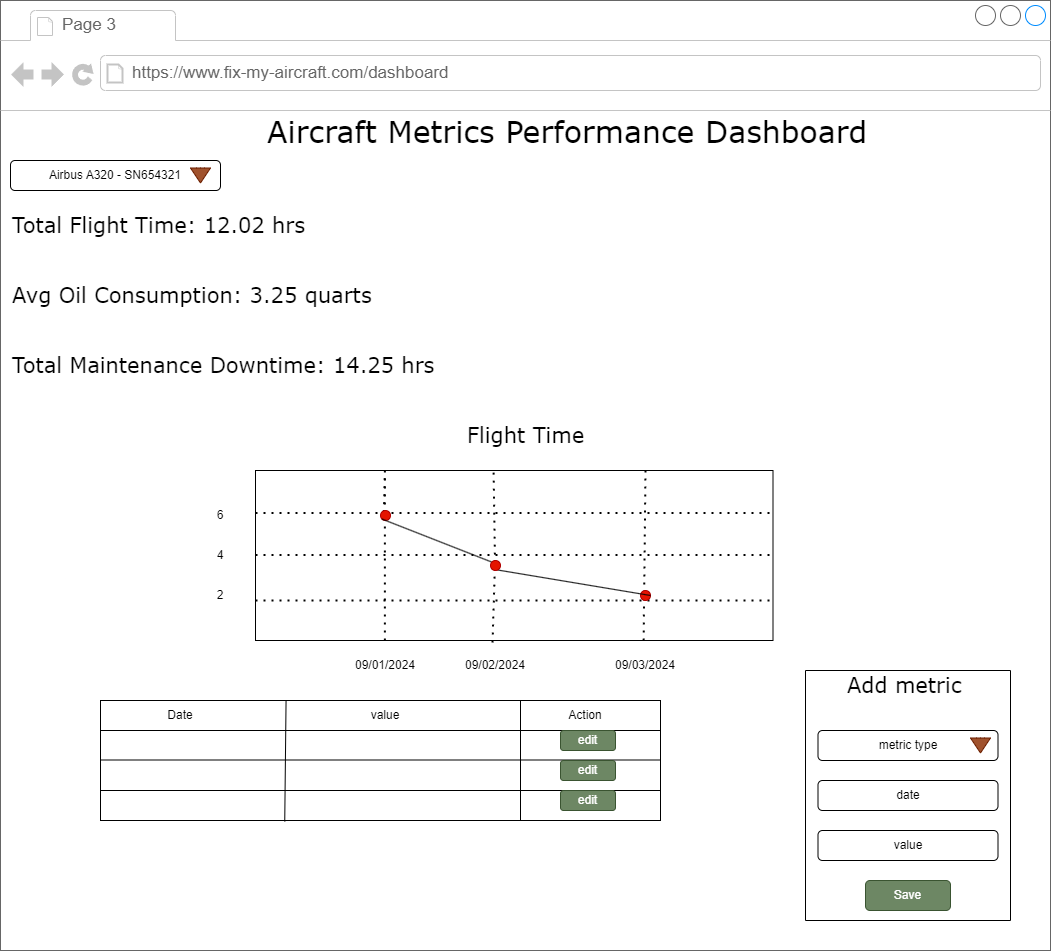 Page 3
https://www.fix-my-aircraft.com/dashboard
Aircraft Metrics Performance Dashboard
Airbus A320 - SN654321
Total Flight Time: 12.02 hrs
Avg Oil Consumption: 3.25 quarts
Total Maintenance Downtime: 14.25 hrs
Flight Time
6
4
2
09/01/2024 09/02/2024 09/03/2024
Date value Action
edit
edit
edit
Add metric
metric type
date
value
Save